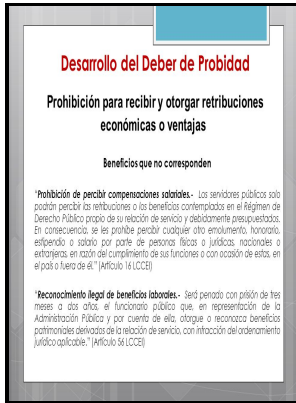 Desarrollo del Deber de Probidad
Prohibición para recibir y otorgar retribuciones
económicas o ventajas
Beneficios que no corresponden
"Prohibición de percibir compensaciones salariales.- Los servidores públicos solo
podrán percibir las retribuciones o los beneficios contemplados en el Régimen de
Derecho Público propio de su relación de servicio y debidamente presupuestados.
En consecuencia, se les prohíbe percibir cualquier otro emolumento, honorario,
estipendio o salario por parte de personas físicas o jurídicas, nacionales o
extranjeras, en razón del cumplimiento de sus funciones o con ocasión de estas, en
el país o fuera de él." (Artículo 16 LCCEI)
"Reconocimiento ilegal de beneficios laborales.- Será penado con prisión de tres
meses a dos años, el funcionario público que, en representación de la
Administración Pública y por cuenta de ella, otorgue o reconozca beneficios
patrimoniales derivados de la relación de servicio, con infracción del ordenamiento
jurídico aplicable." (Artículo 56 LCCEI)